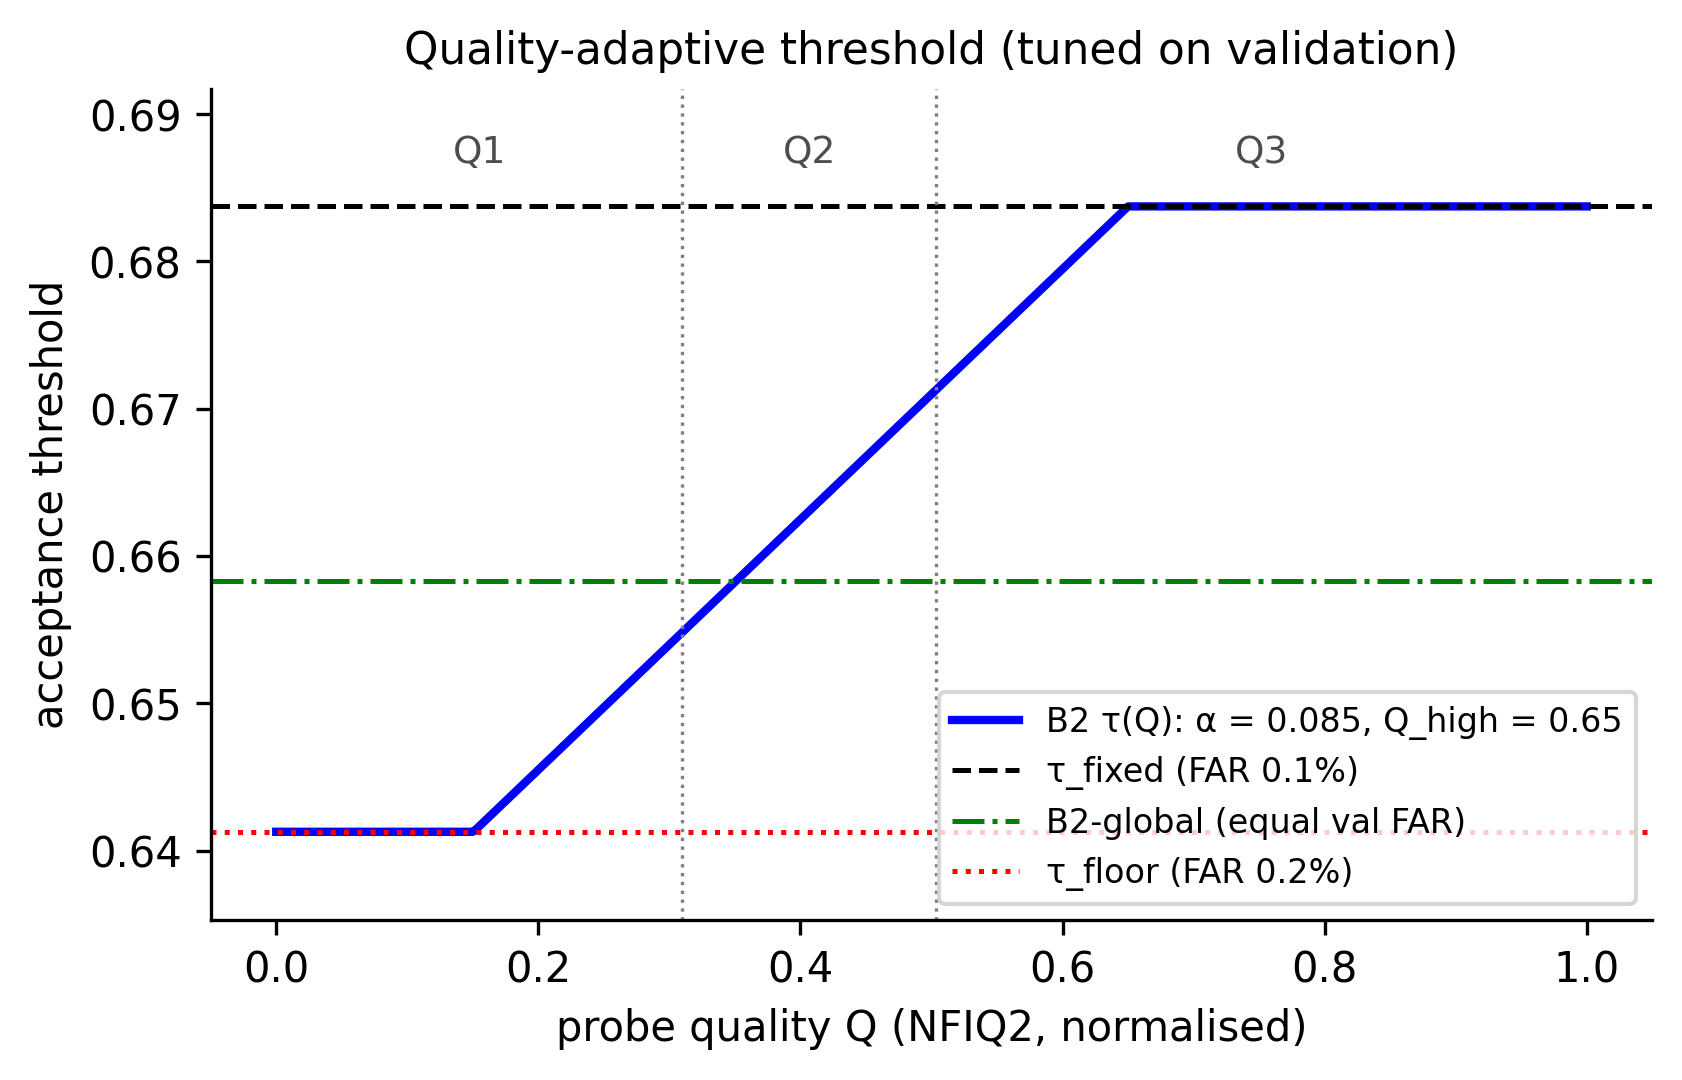 Quality-adaptive threshold (tuned on validation)
Q1 Q2 Q3
acceptance threshold
0.69
0.68
0.67
0.66
0.65
0.64
B2 τ(Q): α = 0.085, Q_high = 0.65
τ_fixed (FAR 0.1%)
B2-global (equal val FAR)
τ_floor (FAR 0.2%)
0.0 0.2 0.4 0.6 0.8 1.0
probe quality Q (NFIQ2, normalised)